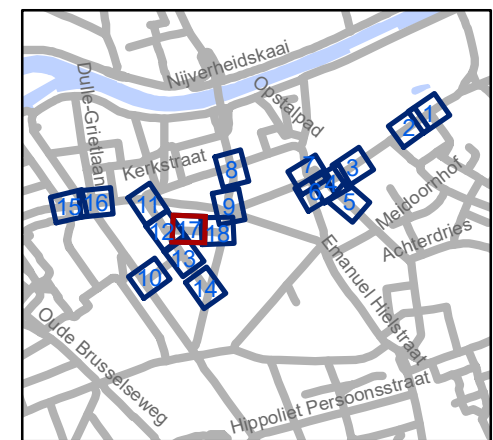 Nijverheidskaai
Dulle-Grietlaan
Opstalpad
Kerkstraat
1
2
3
4
5
6
7
8
9
10
11
12
13
14
15
16
17
18
Meidoornhof
Achterdries
Emanuel Hielstraat
Oude Brusselseweg
Hippoliet Persoonsstraat